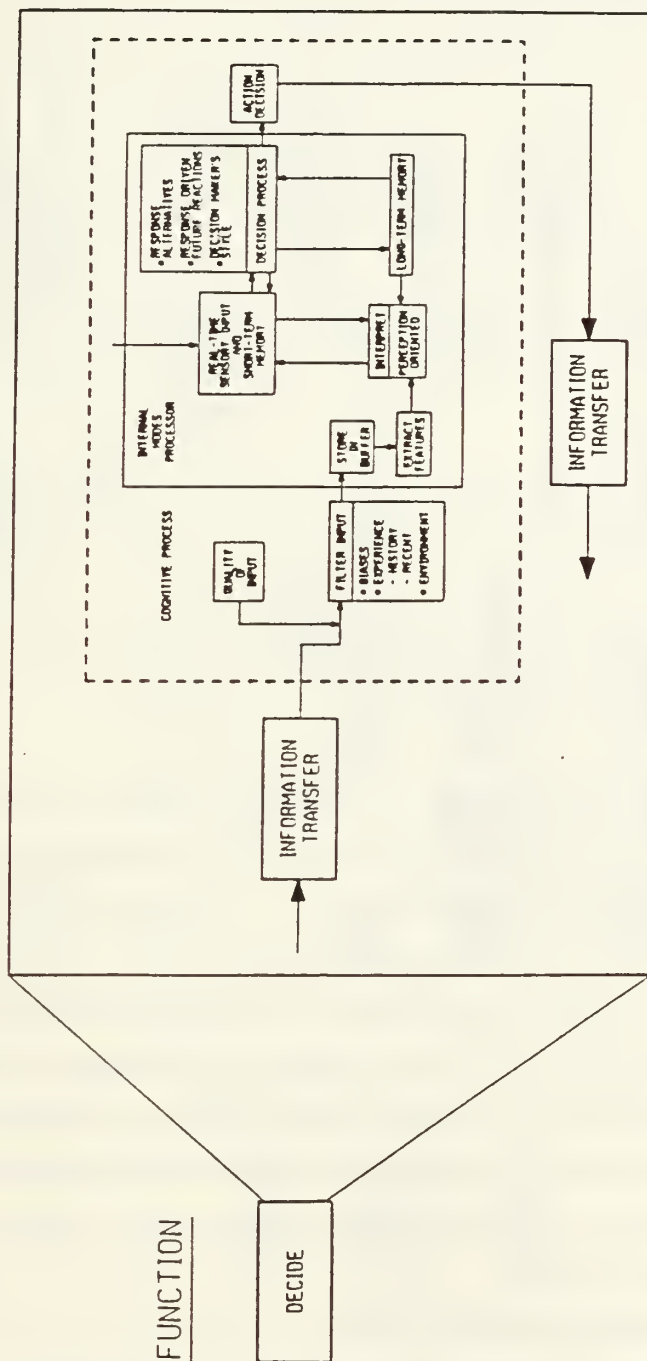 FUNCTION
DECIDE
INFORMATION
TRANSFER
COGNITIVE PROCESS
QUALITY
OF
INPUT
FILTER INPUT
• BIASES
• EXPERIENCE
- HISTORY
- RECENT
• ENVIRONMENT
INTERNAL
MODES
PROCESSOR
STORE
IN
BUFFER
EXTRACT
FEATURES
REAL-TIME
SENSORY INPUT
AND
SHORT-TERM
MEMORY
INTERPRET
PERCEPTION
ORIENTED
• RESPONSE
ALTERNATIVES
• RESPONSE DRIVEN
FUTURE REACTIONS
• DECISION MAKER'S
STYLE
DECISION PROCESS
LONG-TERM MEMORY
ACTION
DECISION
INFORMATION
TRANSFER